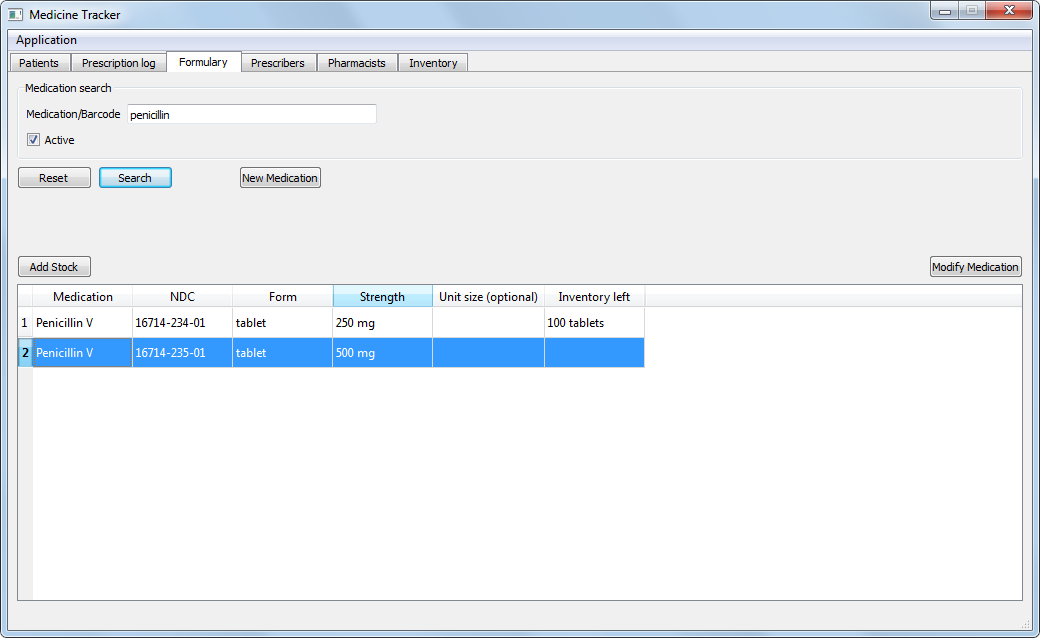 Medicine Tracker
Application
Patients Prescription log Formulary Prescribers Pharmacists Inventory
Medication search
Medication/Barcode penicillin
Active
Reset Search New Medication
Add Stock Modify Medication
Medication NDC Form Strength Unit size (optional) Inventory left
1 Penicillin V 16714-234-01 tablet 250 mg 100 tablets
2 Penicillin V 16714-235-01 tablet 500 mg